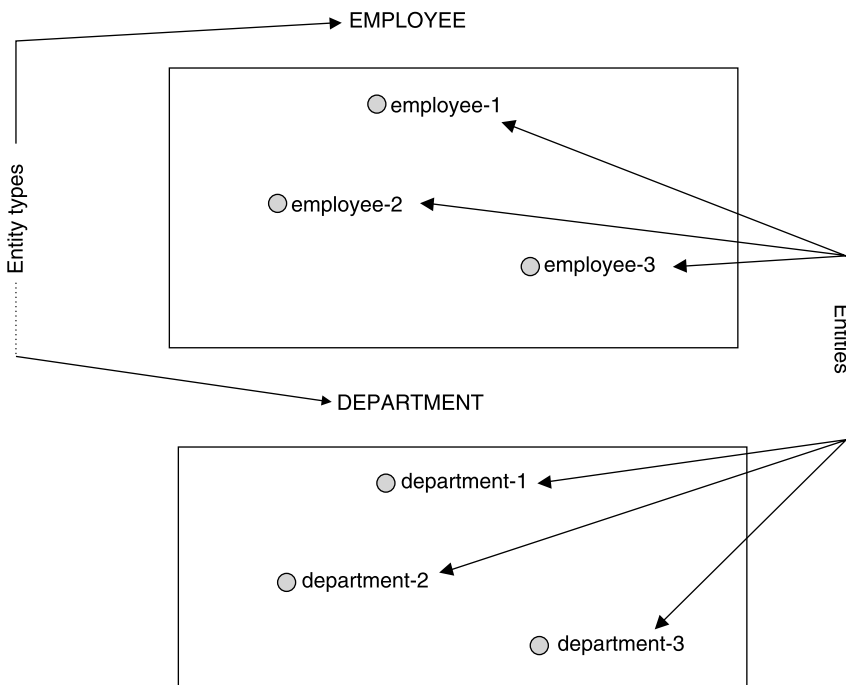 EMPLOYEE
employee-1
employee-2
employee-3
Entity types
Entities
DEPARTMENT
department-1
department-2
department-3